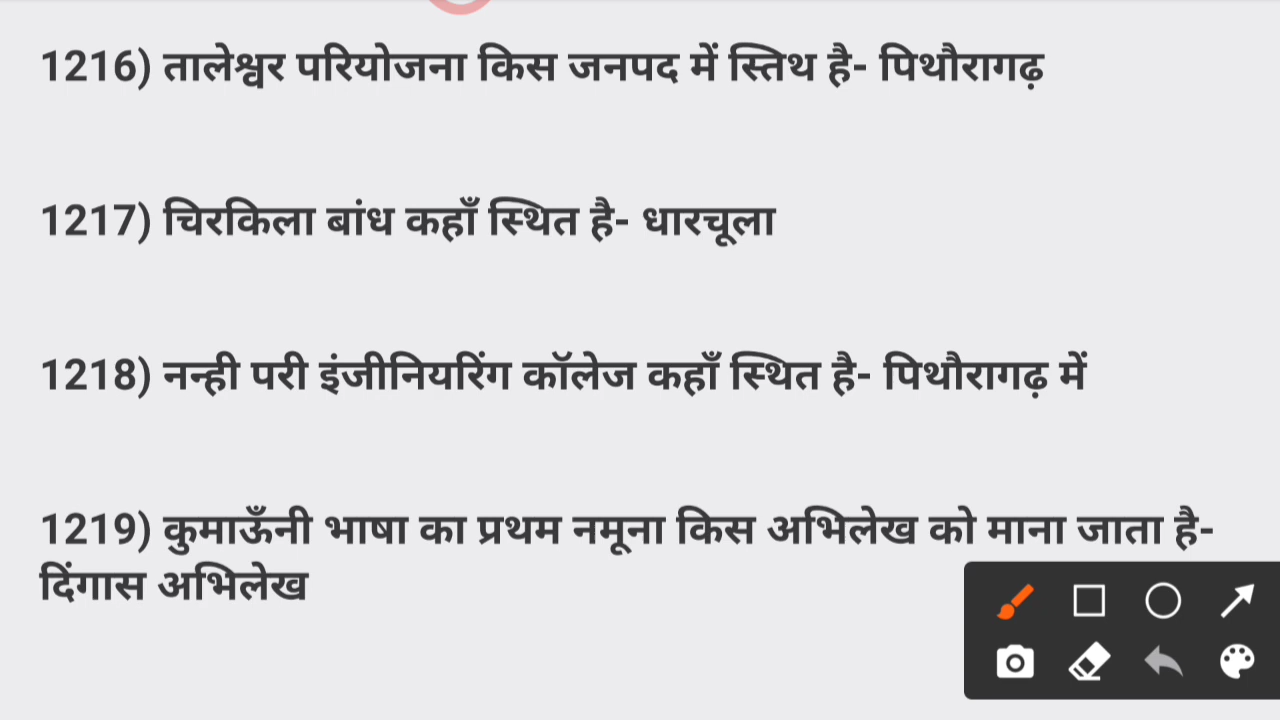 1216) तालेश्वर परियोजना किस जनपद में स्तिथ है- पिथौरागढ़
1217) चिरकिला बांध कहाँ स्थित है- धारचूला
1218) नन्ही परी इंजीनियरिंग कॉलेज कहाँ स्थित है- पिथौरागढ़ में
1219) कुमाऊँनी भाषा का प्रथम नमूना किस अभिलेख को माना जाता है-
दिंगास अभिलेख